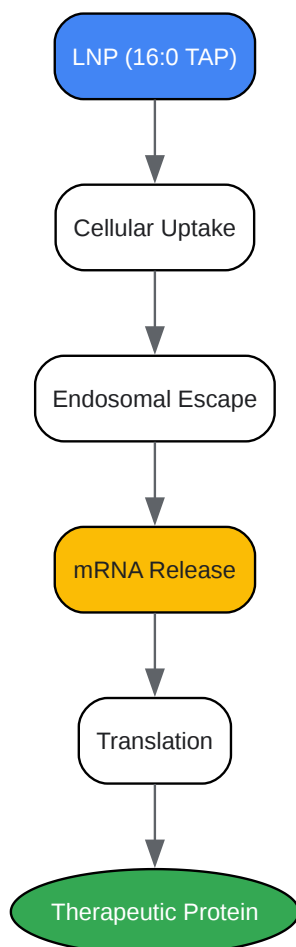 LNP (16:0 TAP)
Cellular Uptake
Endosomal Escape
mRNA Release
Translation
Therapeutic Protein